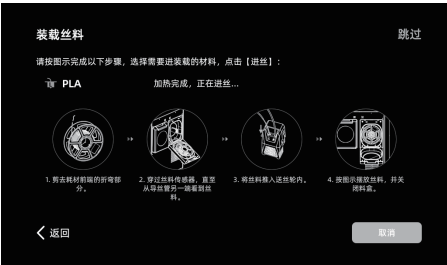 装载丝料
跳过
请按图示完成以下步骤，选择需要进装载的材料，点击【进丝】：
PLA
加热完成，正在进丝...
1. 剪去耗材前端的折弯部
分。
2. 穿过丝料传感器，直至
从导丝管另一端看到丝
料。
3. 将丝料推入送丝轮内。
4. 按图示摆放丝料，并关
闭料盒。
返回
取消